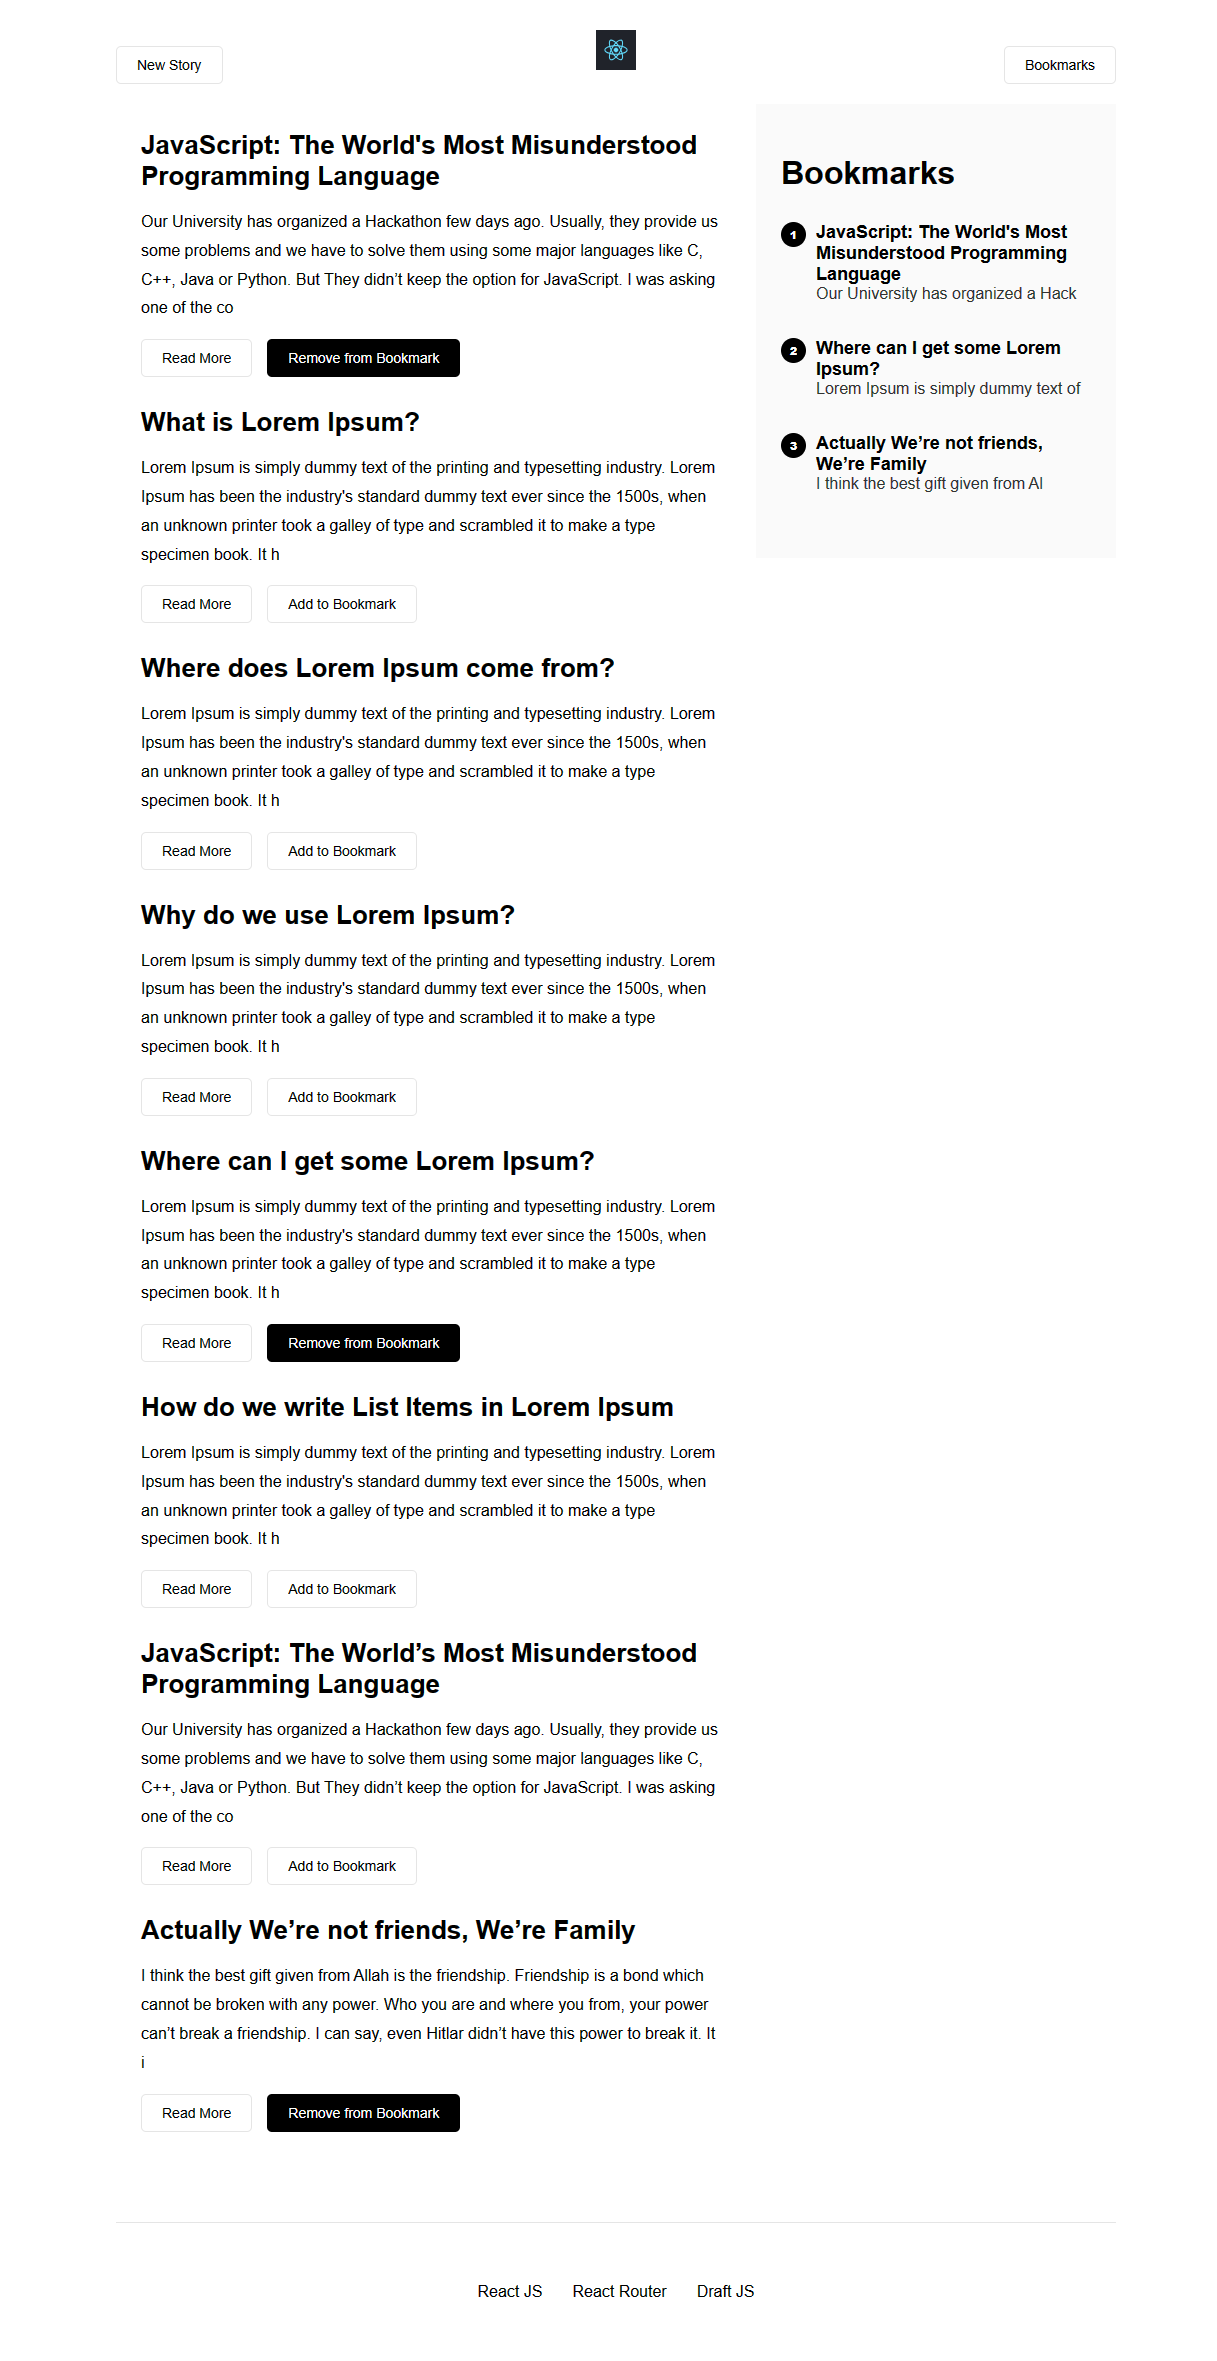 New Story
Bookmarks
JavaScript: The World's Most Misunderstood
Programming Language
Our University has organized a Hackathon few days ago. Usually, they provide us
some problems and we have to solve them using some major languages like C,
C++, Java or Python. But They didn’t keep the option for JavaScript. I was asking
one of the co
Read More
Remove from Bookmark
What is Lorem Ipsum?
Lorem Ipsum is simply dummy text of the printing and typesetting industry. Lorem
Ipsum has been the industry's standard dummy text ever since the 1500s, when
an unknown printer took a galley of type and scrambled it to make a type
specimen book. It h
Read More
Add to Bookmark
Where does Lorem Ipsum come from?
Lorem Ipsum is simply dummy text of the printing and typesetting industry. Lorem
Ipsum has been the industry's standard dummy text ever since the 1500s, when
an unknown printer took a galley of type and scrambled it to make a type
specimen book. It h
Read More
Add to Bookmark
Why do we use Lorem Ipsum?
Lorem Ipsum is simply dummy text of the printing and typesetting industry. Lorem
Ipsum has been the industry's standard dummy text ever since the 1500s, when
an unknown printer took a galley of type and scrambled it to make a type
specimen book. It h
Read More
Add to Bookmark
Where can I get some Lorem Ipsum?
Lorem Ipsum is simply dummy text of the printing and typesetting industry. Lorem
Ipsum has been the industry's standard dummy text ever since the 1500s, when
an unknown printer took a galley of type and scrambled it to make a type
specimen book. It h
Read More
Remove from Bookmark
How do we write List Items in Lorem Ipsum
Lorem Ipsum is simply dummy text of the printing and typesetting industry. Lorem
Ipsum has been the industry's standard dummy text ever since the 1500s, when
an unknown printer took a galley of type and scrambled it to make a type
specimen book. It h
Read More
Add to Bookmark
JavaScript: The World’s Most Misunderstood
Programming Language
Our University has organized a Hackathon few days ago. Usually, they provide us
some problems and we have to solve them using some major languages like C,
C++, Java or Python. But They didn’t keep the option for JavaScript. I was asking
one of the co
Read More
Add to Bookmark
Actually We’re not friends, We’re Family
I think the best gift given from Allah is the friendship. Friendship is a bond which
cannot be broken with any power. Who you are and where you from, your power
can’t break a friendship. I can say, even Hitlar didn’t have this power to break it. It
i
Read More
Remove from Bookmark
Bookmarks
1
JavaScript: The World's Most
Misunderstood Programming
Language
Our University has organized a Hack
2
Where can I get some Lorem
Ipsum?
Lorem Ipsum is simply dummy text of
3
Actually We’re not friends,
We’re Family
I think the best gift given from Al
React JS
React Router
Draft JS